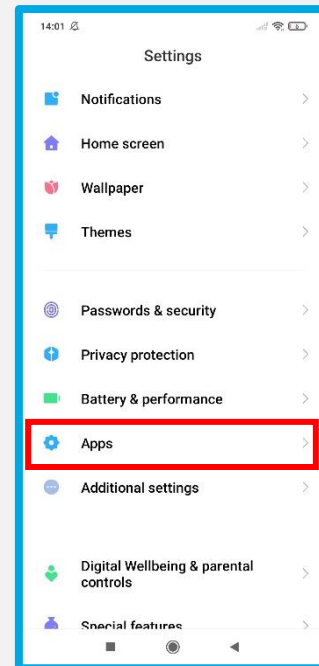 14:01
Settings
Notifications
Home screen
Wallpaper
Themes
Passwords & security
Privacy protection
Battery & performance
Apps
Additional settings
Digital Wellbeing & parental
controls
Special features